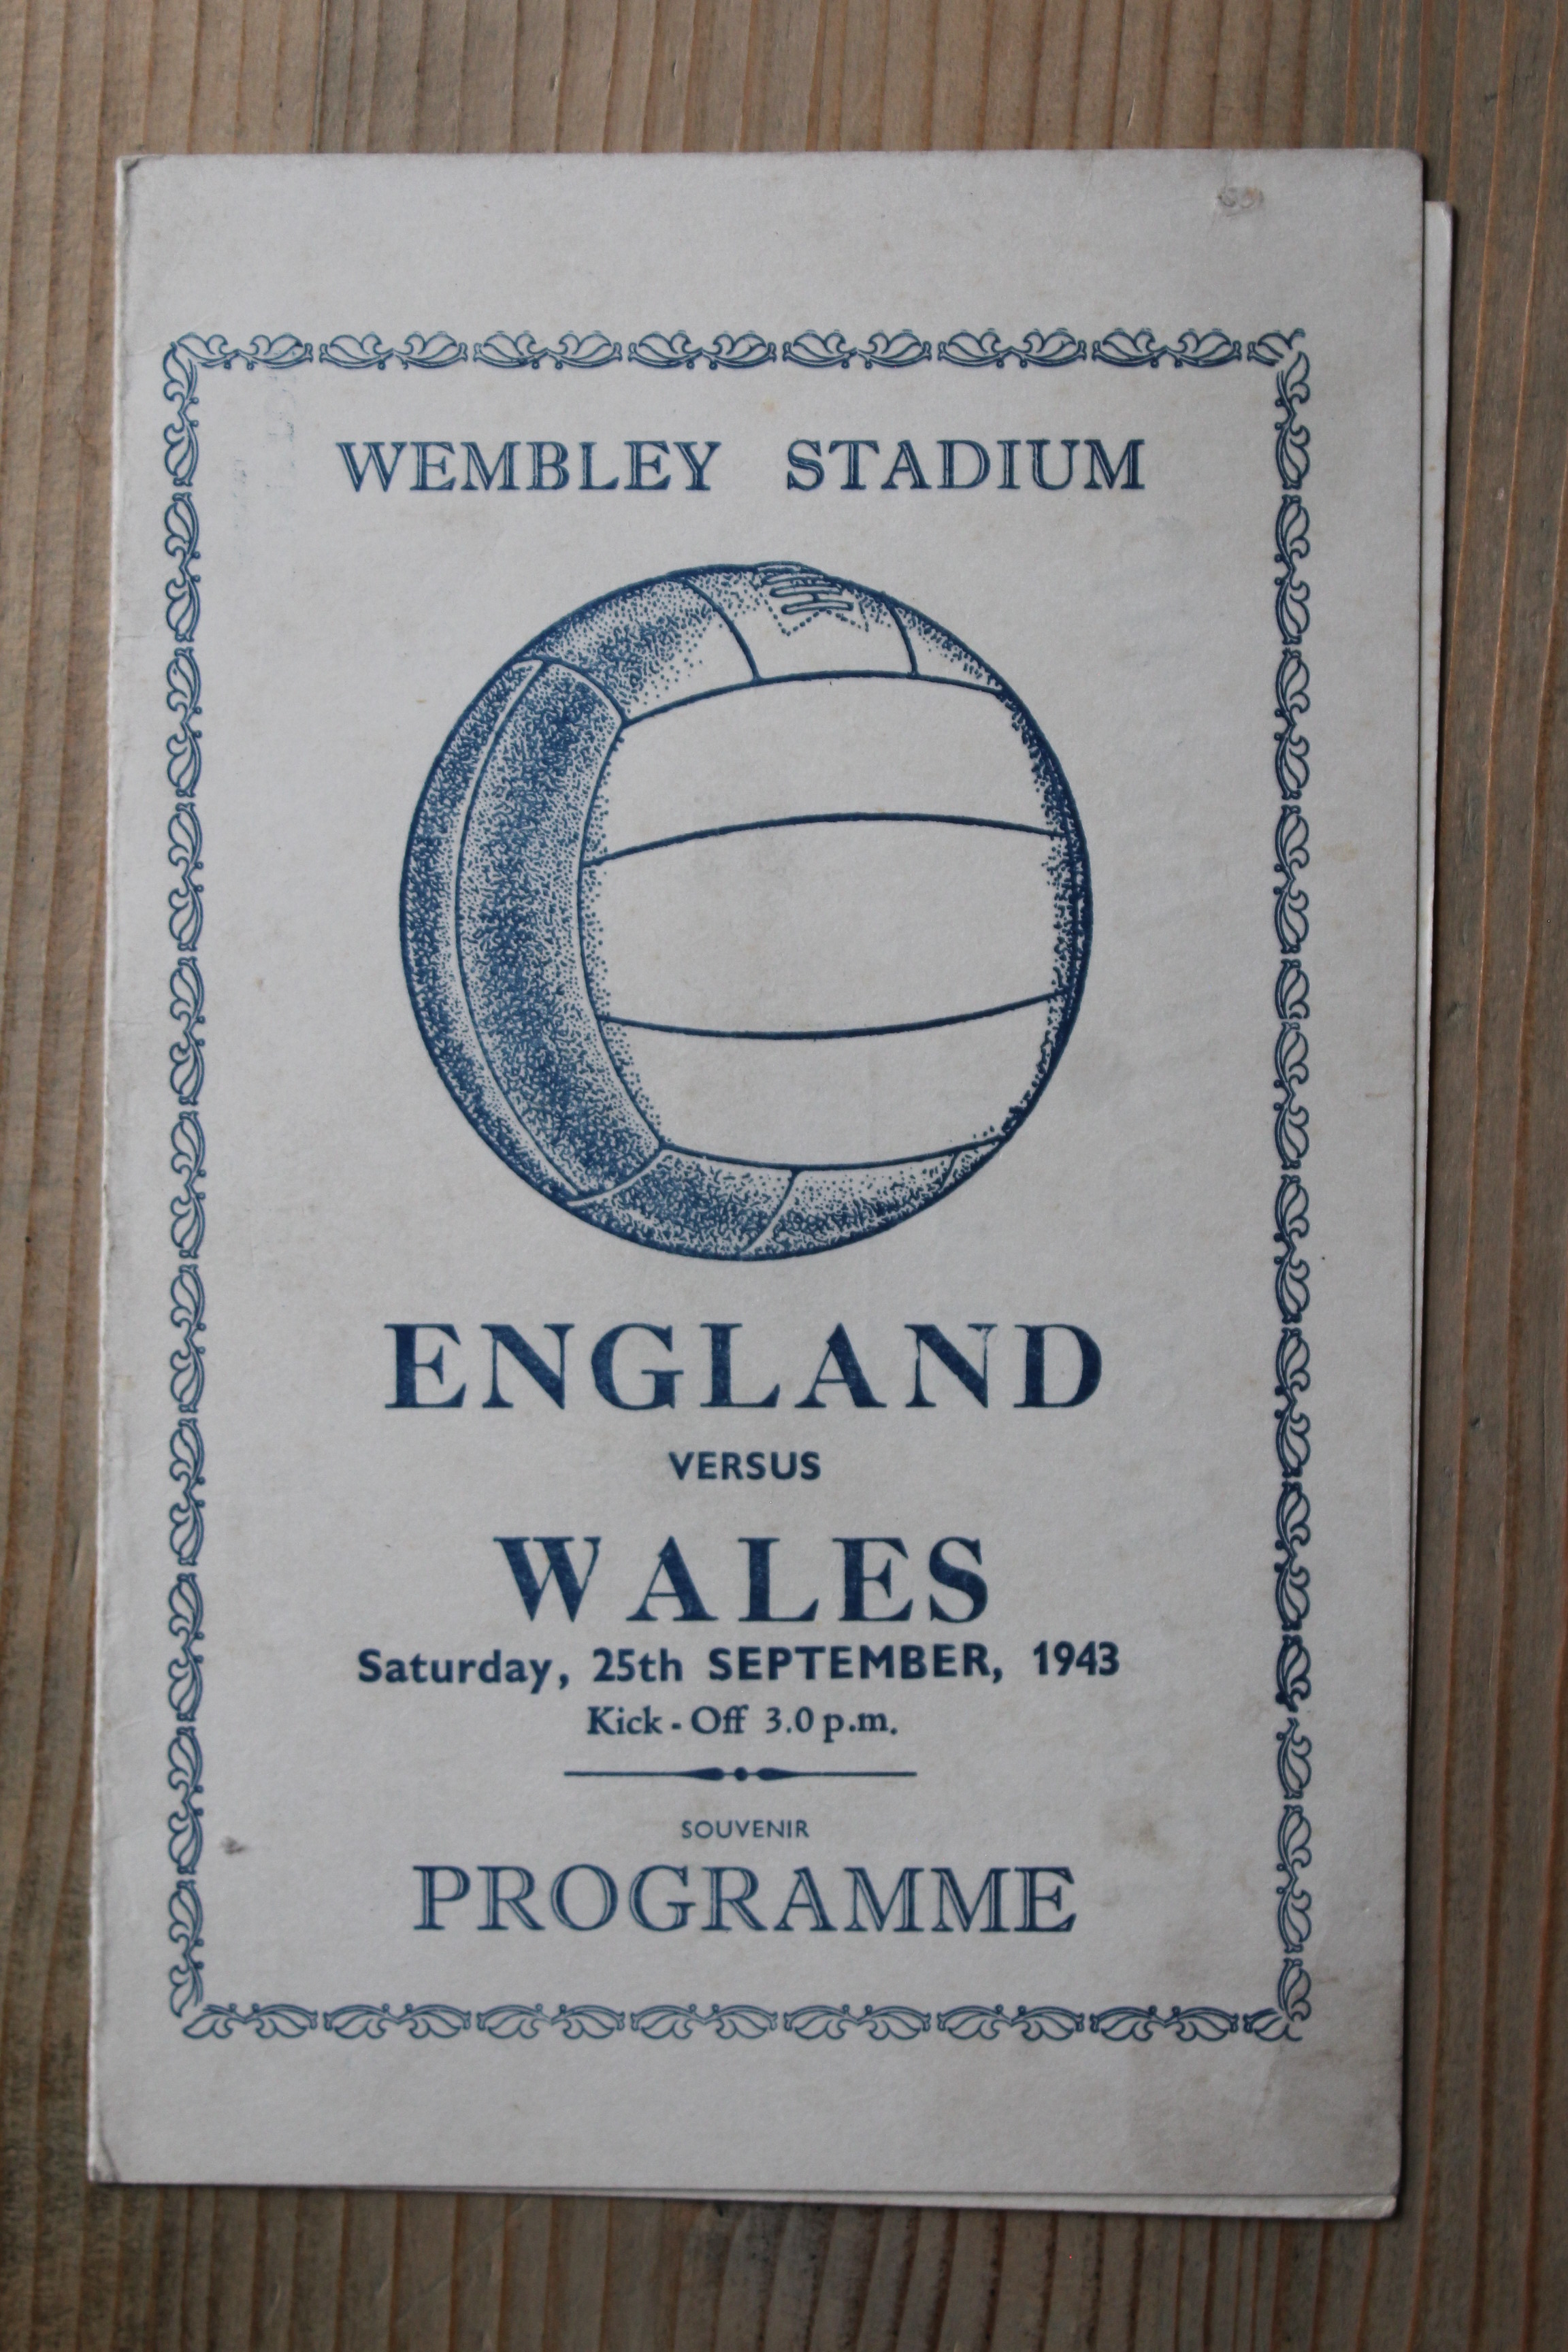 WEMBLEY STADIUM
ENGLAND
VERSUS
WALES
Saturday, 25th SEPTEMBER, 1943
Kick - Off 3.0 p.m.
SOUVENIR
PROGRAMME